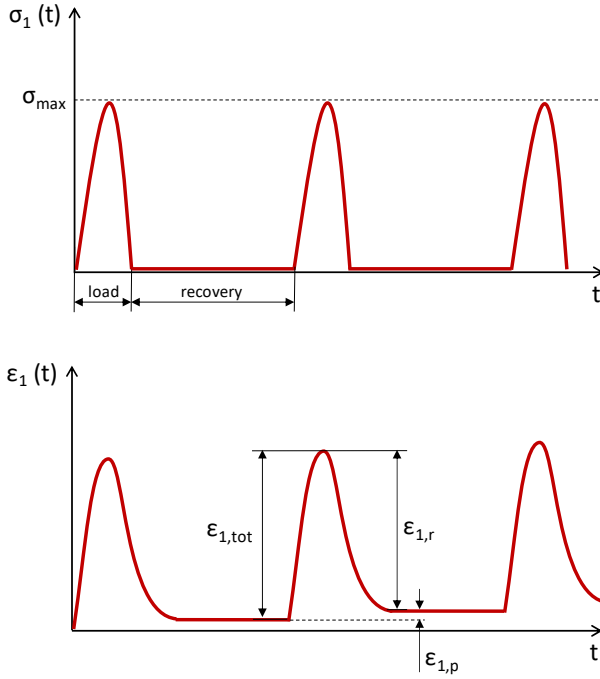 σ1 (t)
σmax
load
recovery
t
ε1 (t)
ε1,tot
ε1,r
ε1,p
t